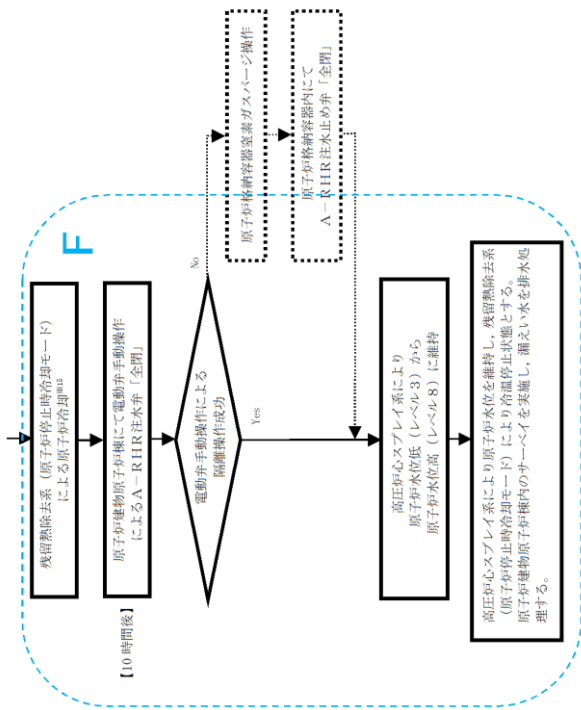 F
残留熱除去系（原子炉停止時冷却モード）
による原子炉冷却※15
【10時間後】
原子炉建物原子炉棟にて電動弁手動操作
によるA－RHR注水弁「全閉」
電動弁手動操作による
隔離操作成功
No
Yes
原子炉格納容器窒素ガスパージ操作
原子炉格納容器内にて
A－RHR注水止め弁「全閉」
高圧炉心スプレイ系により
原子炉水位低（レベル3）から
原子炉水位高（レベル8）に維持
高圧炉心スプレイ系により原子炉水位を維持し，残留熱除去系
（原子炉停止時冷却モード）により冷温停止状態とする。
原子炉建物原子炉棟内のサーベイを実施し，漏えい水を排水処
理する。